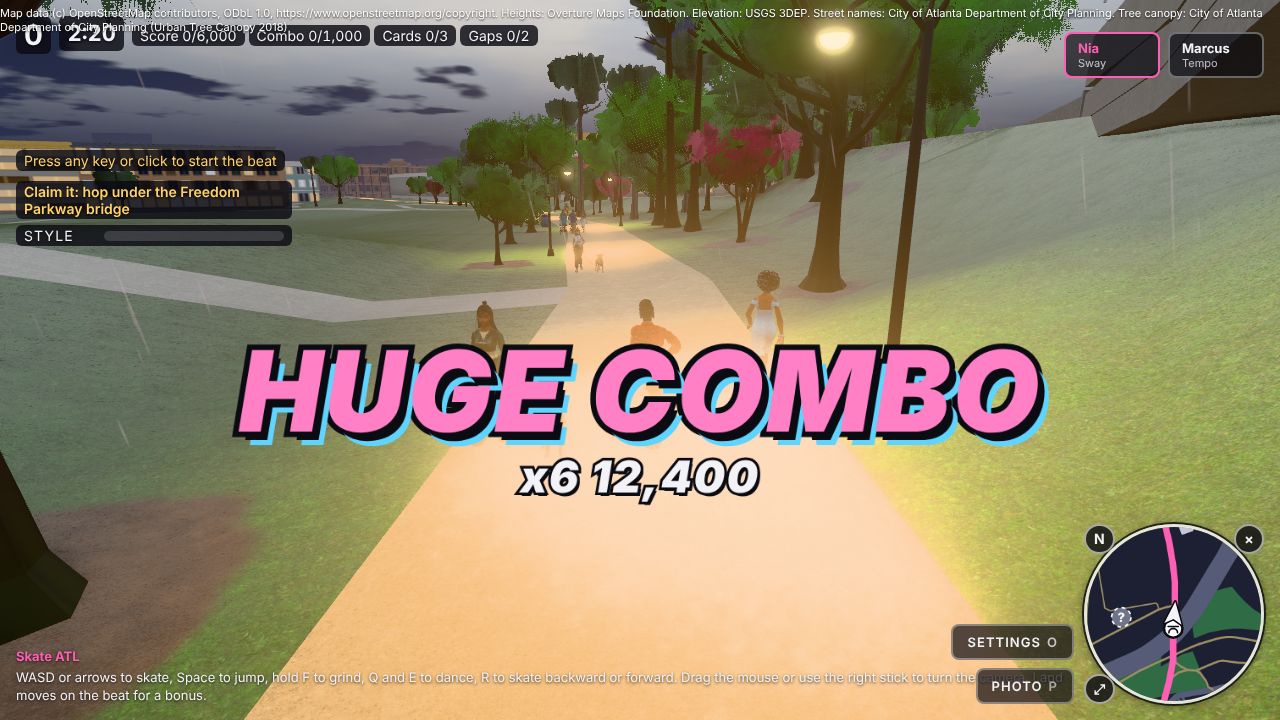 Map data (c) OpenStreetMap contributors, ODbL 1.0, https://www.openstreetmap.org/copyright. Heights: Overture Maps Foundation. Elevation: USGS 3DEP. Street names: City of Atlanta Department of City Planning. Tree canopy: City of Atlanta
Department of City Planning (Urban Tree Canopy 2018).
0
2:20
Score 0/6,000
Combo 0/1,000
Cards 0/3
Gaps 0/2
Nia
Sway
Marcus
Tempo
Press any key or click to start the beat
Claim it: hop under the Freedom
Parkway bridge
STYLE
HUGE COMBO
x6 12,400
N
×
?
SETTINGS O
PHOTO P
Skate ATL
WASD or arrows to skate, Space to jump, hold F to grind, Q and E to dance, R to skate backward or forward. Drag the mouse or use the right stick to turn the camera. Land
moves on the beat for a bonus.